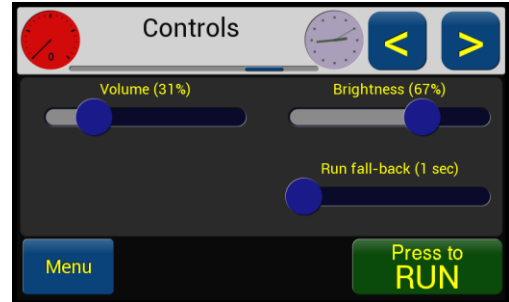 Controls
0
< >
Volume (31%)
Brightness (67%)
Run fall-back (1 sec)
Menu
Press to
RUN